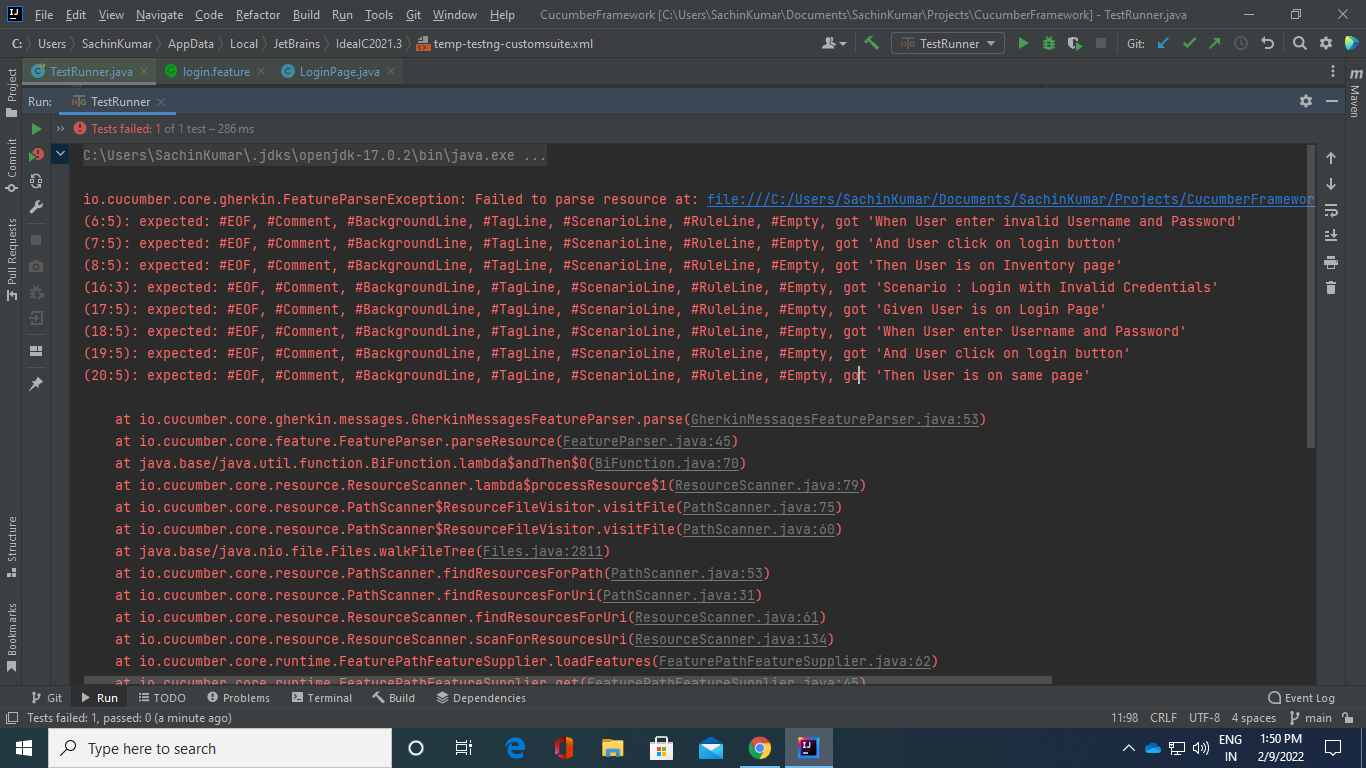 File Edit View Navigate Code Refactor Build Run Tools Git Window Help CucumberFramework [C:\Users\SachinKumar\Documents\SachinKumar\Projects\CucumberFramework] - TestRunner.java
C: Users SachinKumar AppData Local JetBrains IdealC2021.3 temp-testng-customsuite.xml TestRunner Git:
TestRunner.java login.feature LoginPage.java
Project
Commit
Pull Requests
Structure
Bookmarks
Maven
Run: TestRunner
Tests failed: 1 of 1 test – 286 ms
C:\Users\SachinKumar\.jdks\openjdk-17.0.2\bin\java.exe ...
io.cucumber.core.gherkin.FeatureParserException: Failed to parse resource at: file:///C:/Users/SachinKumar/Documents/SachinKumar/Projects/CucumberFramewor
(6:5): expected: #EOF, #Comment, #BackgroundLine, #TagLine, #ScenarioLine, #RuleLine, #Empty, got 'When User enter invalid Username and Password'
(7:5): expected: #EOF, #Comment, #BackgroundLine, #TagLine, #ScenarioLine, #RuleLine, #Empty, got 'And User click on login button'
(8:5): expected: #EOF, #Comment, #BackgroundLine, #TagLine, #ScenarioLine, #RuleLine, #Empty, got 'Then User is on Inventory page'
(16:3): expected: #EOF, #Comment, #BackgroundLine, #TagLine, #ScenarioLine, #RuleLine, #Empty, got 'Scenario : Login with Invalid Credentials'
(17:5): expected: #EOF, #Comment, #BackgroundLine, #TagLine, #ScenarioLine, #RuleLine, #Empty, got 'Given User is on Login Page'
(18:5): expected: #EOF, #Comment, #BackgroundLine, #TagLine, #ScenarioLine, #RuleLine, #Empty, got 'When User enter Username and Password'
(19:5): expected: #EOF, #Comment, #BackgroundLine, #TagLine, #ScenarioLine, #RuleLine, #Empty, got 'And User click on login button'
(20:5): expected: #EOF, #Comment, #BackgroundLine, #TagLine, #ScenarioLine, #RuleLine, #Empty, got 'Then User is on same page'
at io.cucumber.core.gherkin.messages.GherkinMessagesFeatureParser.parse(GherkinMessagesFeatureParser.java:53)
at io.cucumber.core.feature.FeatureParser.parseResource(FeatureParser.java:45)
at java.base/java.util.function.BiFunction.lambda$andThen$0(BiFunction.java:70)
at io.cucumber.core.resource.ResourceScanner.lambda$processResource$1(ResourceScanner.java:79)
at io.cucumber.core.resource.PathScanner$ResourceFileVisitor.visitFile(PathScanner.java:75)
at io.cucumber.core.resource.PathScanner$ResourceFileVisitor.visitFile(PathScanner.java:60)
at java.base/java.nio.file.Files.walkFileTree(Files.java:2811)
at io.cucumber.core.resource.PathScanner.findResourcesForPath(PathScanner.java:53)
at io.cucumber.core.resource.PathScanner.findResourcesForUri(PathScanner.java:31)
at io.cucumber.core.resource.ResourceScanner.findResourcesForUri(ResourceScanner.java:61)
at io.cucumber.core.resource.ResourceScanner.scanForResourcesUri(ResourceScanner.java:134)
at io.cucumber.core.runtime.FeaturePathFeatureSupplier.loadFeatures(FeaturePathFeatureSupplier.java:62)
at io.cucumber.core.runtime.FeaturePathFeatureSupplier.get(FeaturePathFeatureSupplier.java:45)
Git Run TODO Problems Terminal Build Dependencies Event Log
Tests failed: 1, passed: 0 (a minute ago) 11:98 CRLF UTF-8 4 spaces main
Type here to search
ENG 1:50 PM
IN 2/9/2022